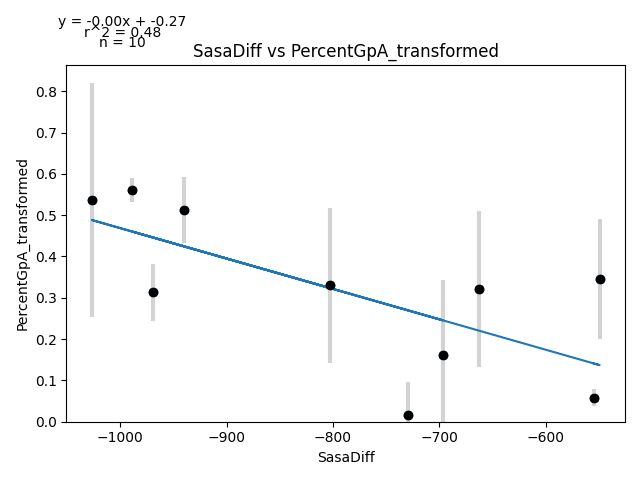 y = -0.00x + -0.27
r^2 = 0.48
n = 10
SasaDiff vs PercentGpA_transformed
0.8
0.7
0.6
0.5
0.4
0.3
0.2
0.1
0.0
PercentGpA_transformed
−1000 −900 −800 −700 −600
SasaDiff